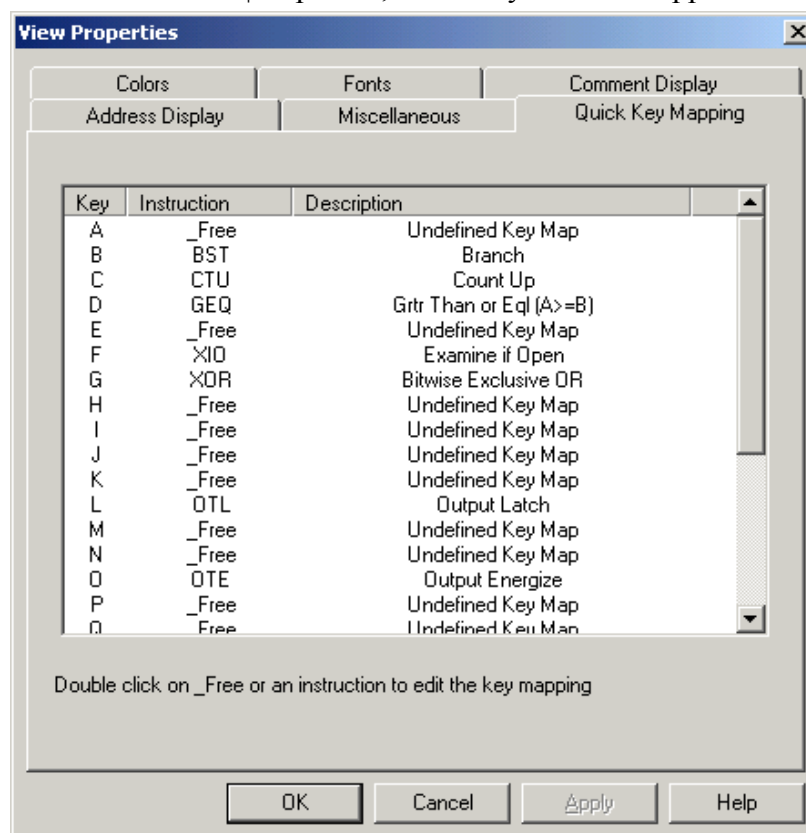 View Properties
Colors Fonts Comment Display
Address Display Miscellaneous Quick Key Mapping
Key Instruction Description
A _Free Undefined Key Map
B BST Branch
C CTU Count Up
D GEQ Grtr Than or Eql (A>=B)
E _Free Undefined Key Map
F XIO Examine if Open
G XOR Bitwise Exclusive OR
H _Free Undefined Key Map
I _Free Undefined Key Map
J _Free Undefined Key Map
K _Free Undefined Key Map
L OTL Output Latch
M _Free Undefined Key Map
N _Free Undefined Key Map
O OTE Output Energize
P _Free Undefined Key Map
Q _Free Undefined Key Map
Double click on _Free or an instruction to edit the key mapping
OK Cancel Apply Help